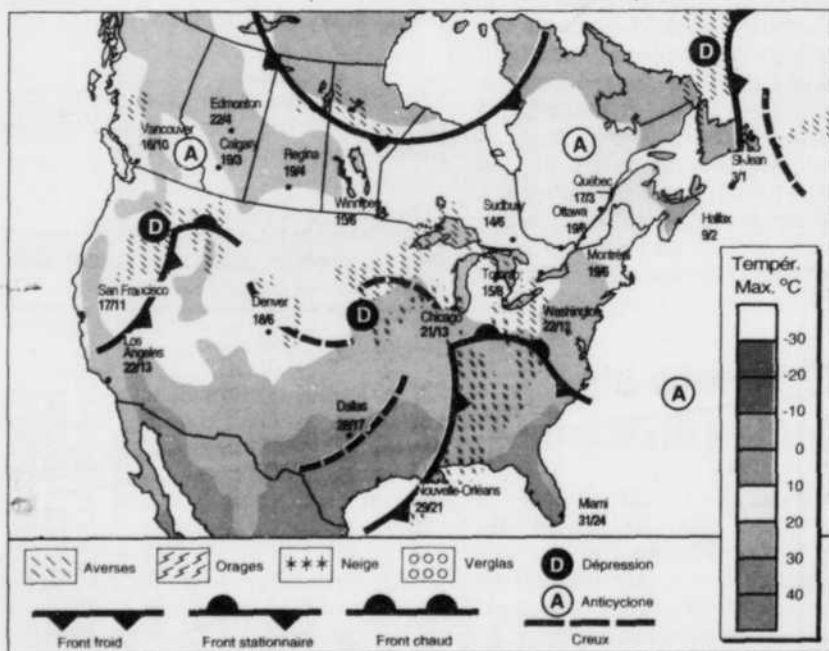 D
Edmonton
22/4
Vancouver
16/10
A
Calgary
19/3
Regina
19/4
Winnipeg
15/6
A
St-Jean
3/1
Québec
17/3
Sudbury
14/6
Ottawa
19/6
Halifax
9/2
Montréal
19/6
D
San Francisco
17/11
Denver
18/6
D
Toronto
15/8
Chicago
21/13
Washington
Los
Angeles
22/13
A
Dallas
28/17
Nouvelle-Orléans
29/21
Miami
31/24
Tempér.
Max. °C
-30
-20
-10
0
10
20
30
40
Averses
Orages
Neige
Verglas
D Dépression
A Anticyclone
Front froid
Front stationnaire
Front chaud
Creux